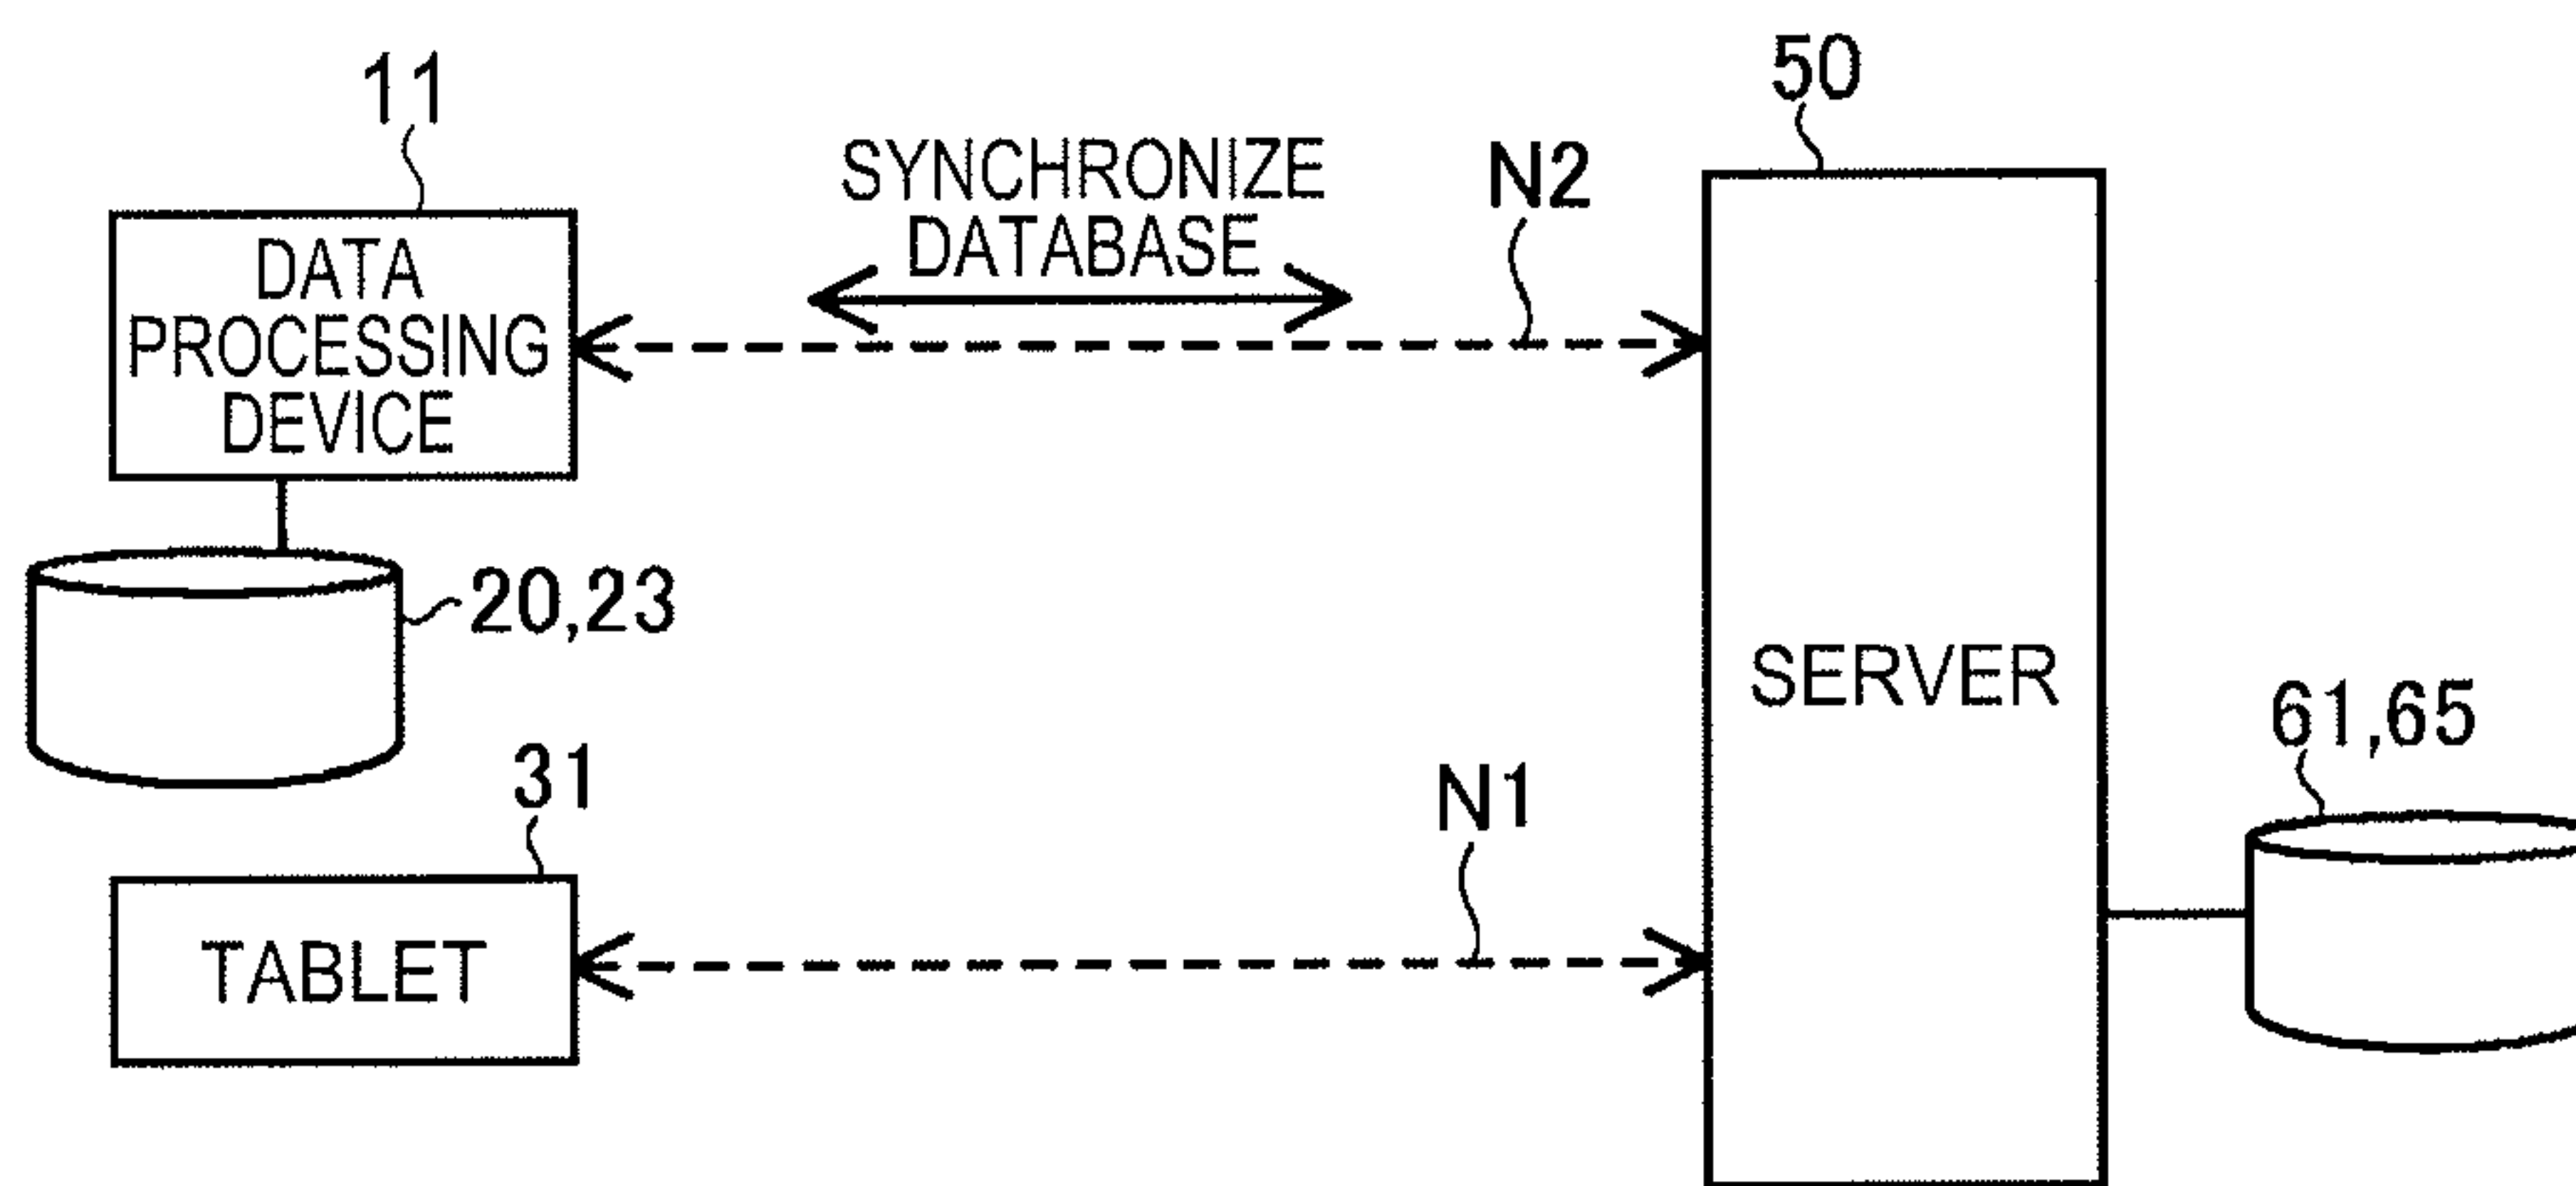 11
50
SYNCHRONIZE
DATABASE
N2
DATA
PROCESSING
DEVICE
20,23
SERVER
61,65
31
N1
TABLET